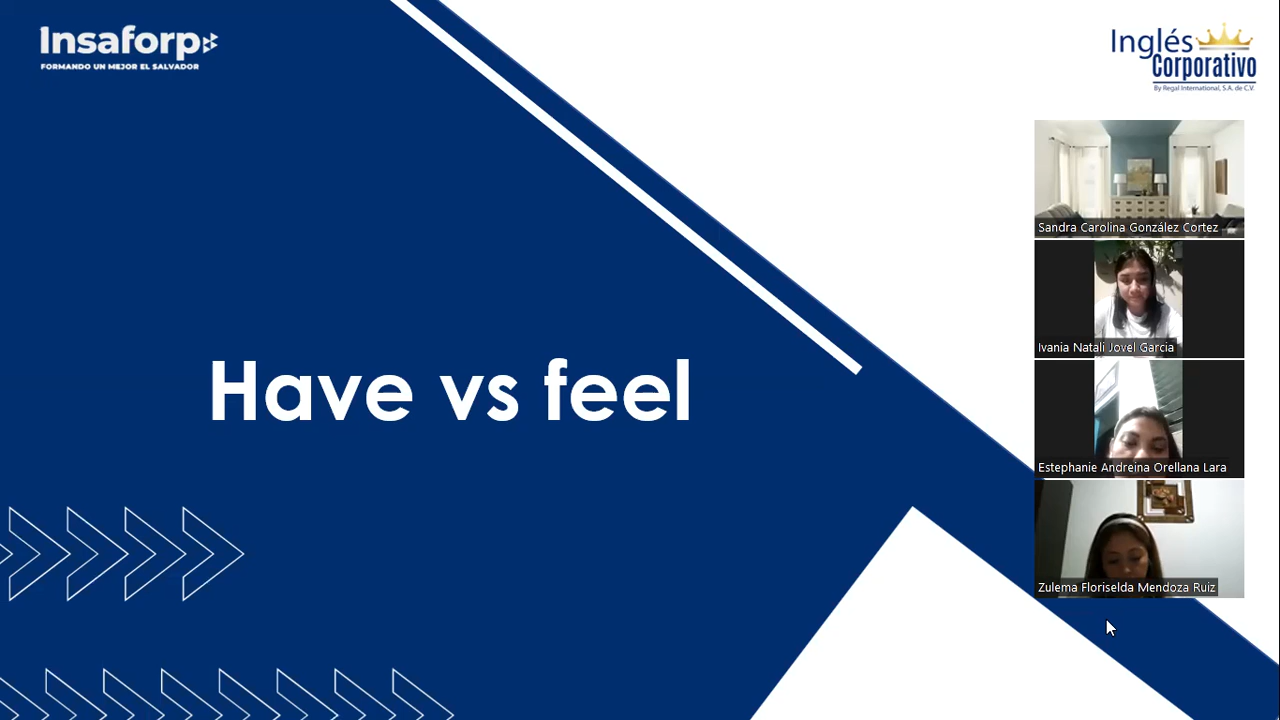 Insaforp
FORMANDO UN MEJOR EL SALVADOR
Inglés
Corporativo
By Regal International, S.A. de C.V.
Have vs feel
Sandra Carolina González Cortez
Ivania Natali Jovel García
Estephanie Andreina Orellana Lara
Zulema Floriselda Mendoza Ruiz